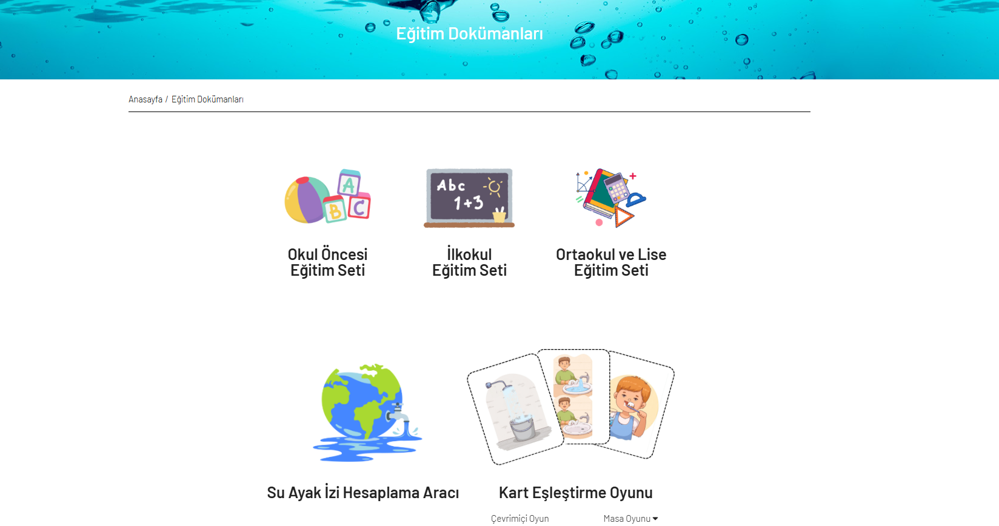 Eğitim Dokümanları
Anasayfa / Eğitim Dokümanları
Abc
1+3
A
B
C
Okul Öncesi
Eğitim Seti
İlkokul
Eğitim Seti
Ortaokul ve Lise
Eğitim Seti
Su Ayak İzi Hesaplama Aracı
Kart Eşleştirme Oyunu
Çevrimiçi Oyun
Masa Oyunu